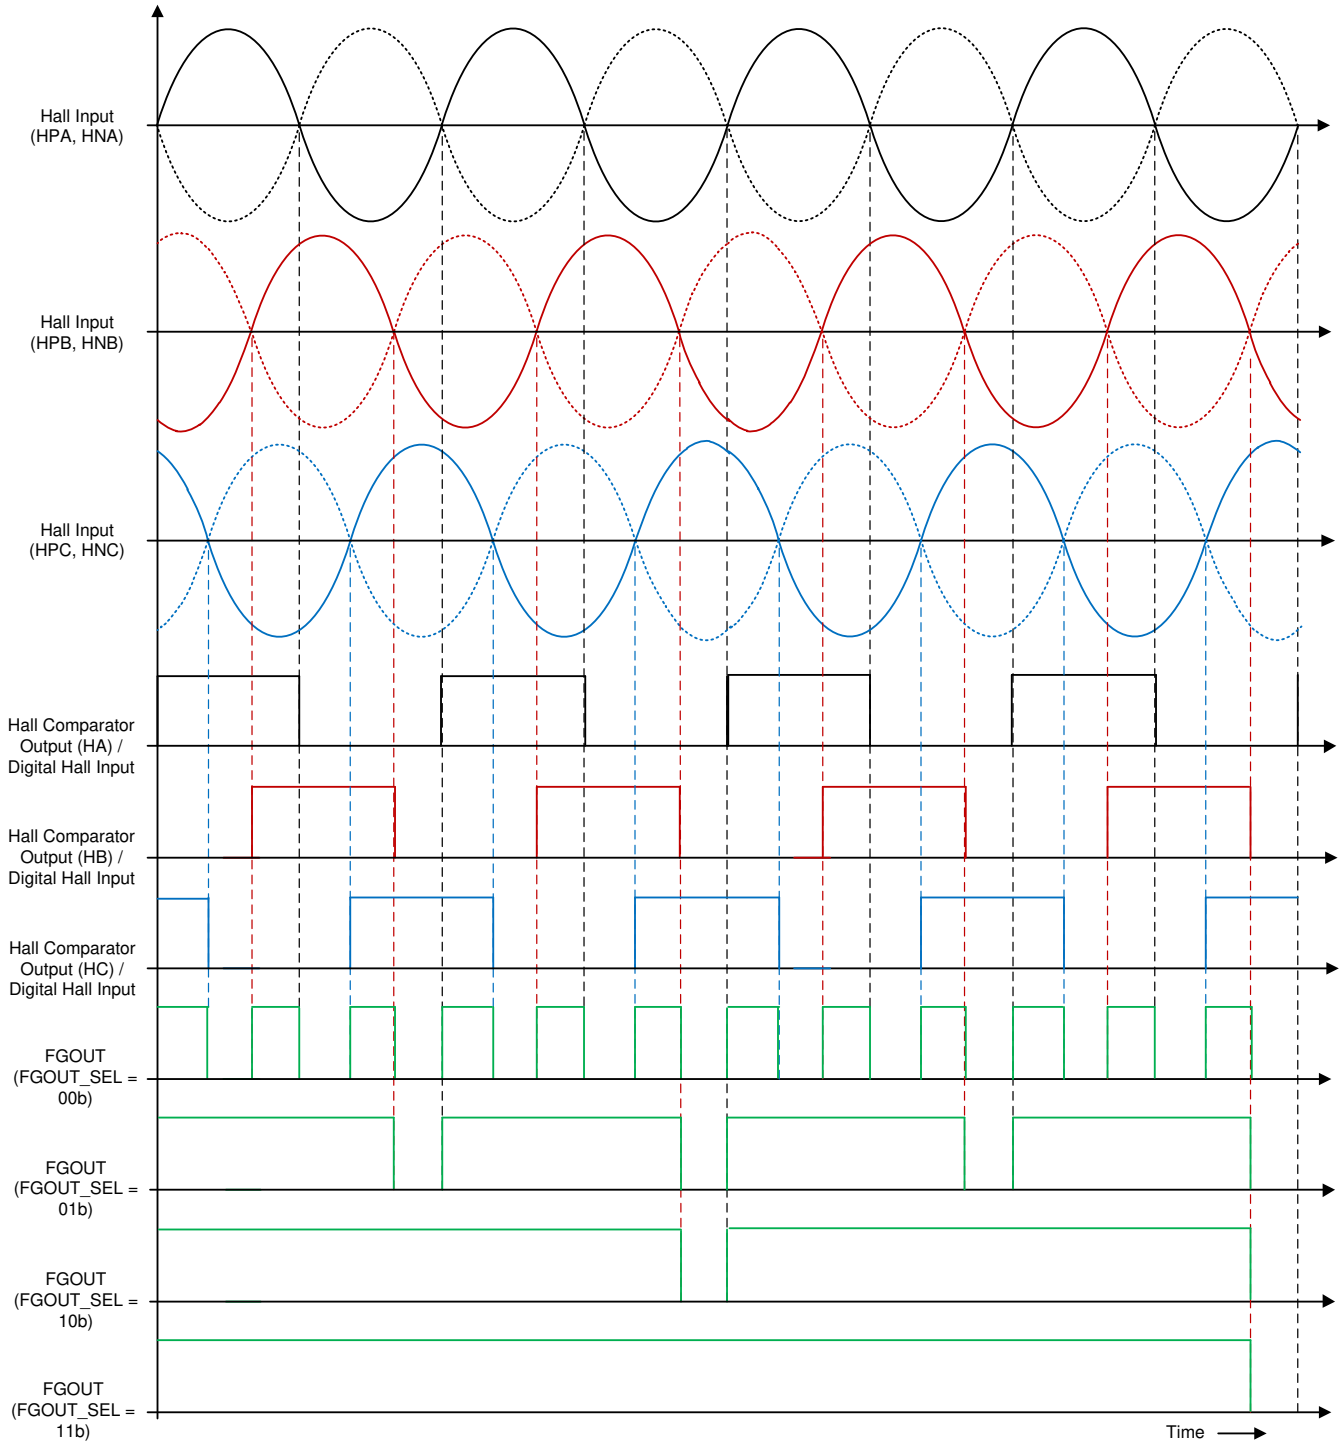 Hall Input
(HPA, HNA)
Hall Input
(HPB, HNB)
Hall Input
(HPC, HNC)
Hall Comparator
Output (HA) /
Digital Hall Input
Hall Comparator
Output (HB) /
Digital Hall Input
Hall Comparator
Output (HC) /
Digital Hall Input
FGOUT
(FGOUT_SEL =
00b)
FGOUT
(FGOUT_SEL =
01b)
FGOUT
(FGOUT_SEL =
10b)
FGOUT
(FGOUT_SEL =
11b)
Time